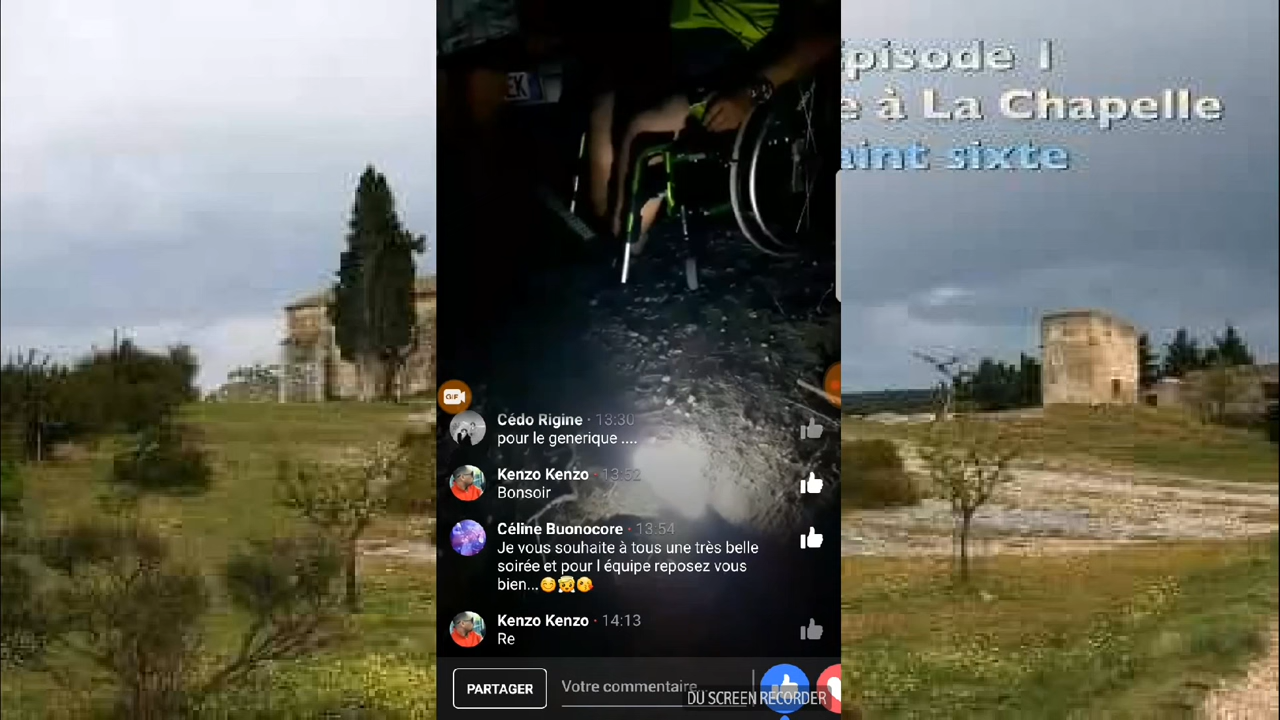 pisode 1
e à La Chapelle
aint sixte
EK
GIF
Cédo Rigine · 13:30
pour le generique ....
Kenzo Kenzo · 13:52
Bonsoir
Céline Buonocore · 13:54
Je vous souhaite à tous une très belle
soirée et pour l équipe reposez vous
bien...😊🥳😘
Kenzo Kenzo · 14:13
Re
PARTAGER
Votre commentaire...
DU SCREEN RECORDER